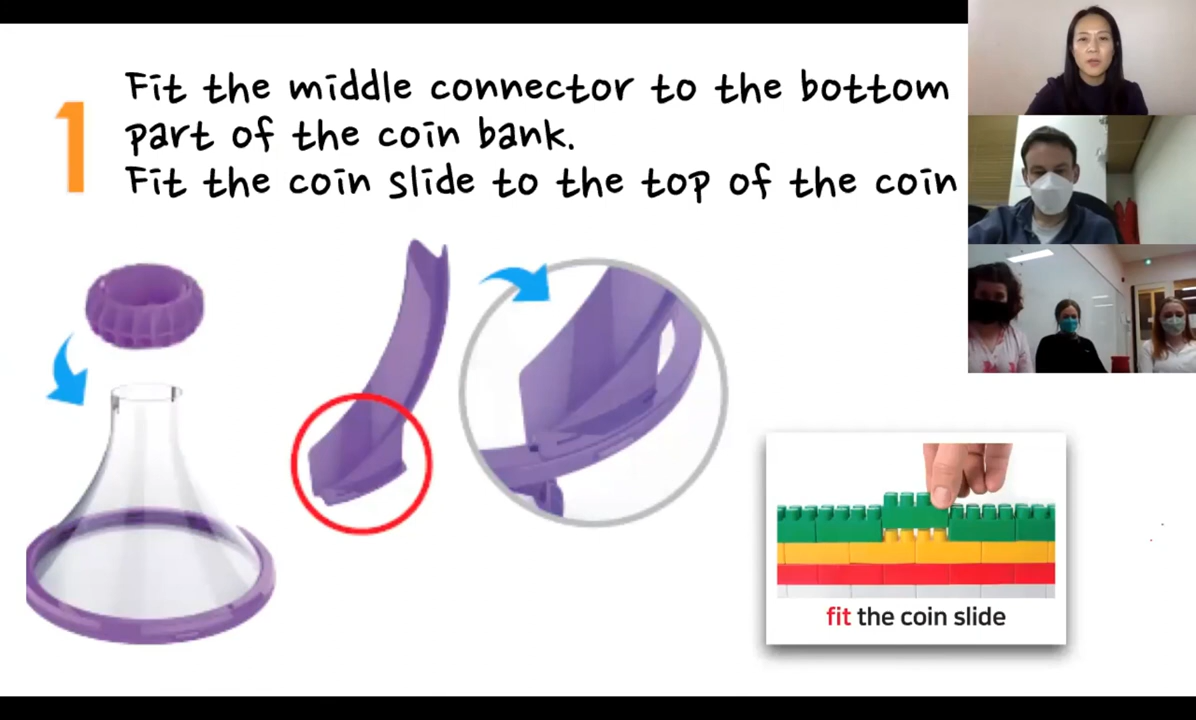 1
Fit the middle connector to the bottom
part of the coin bank.
Fit the coin slide to the top of the coin
fit the coin slide